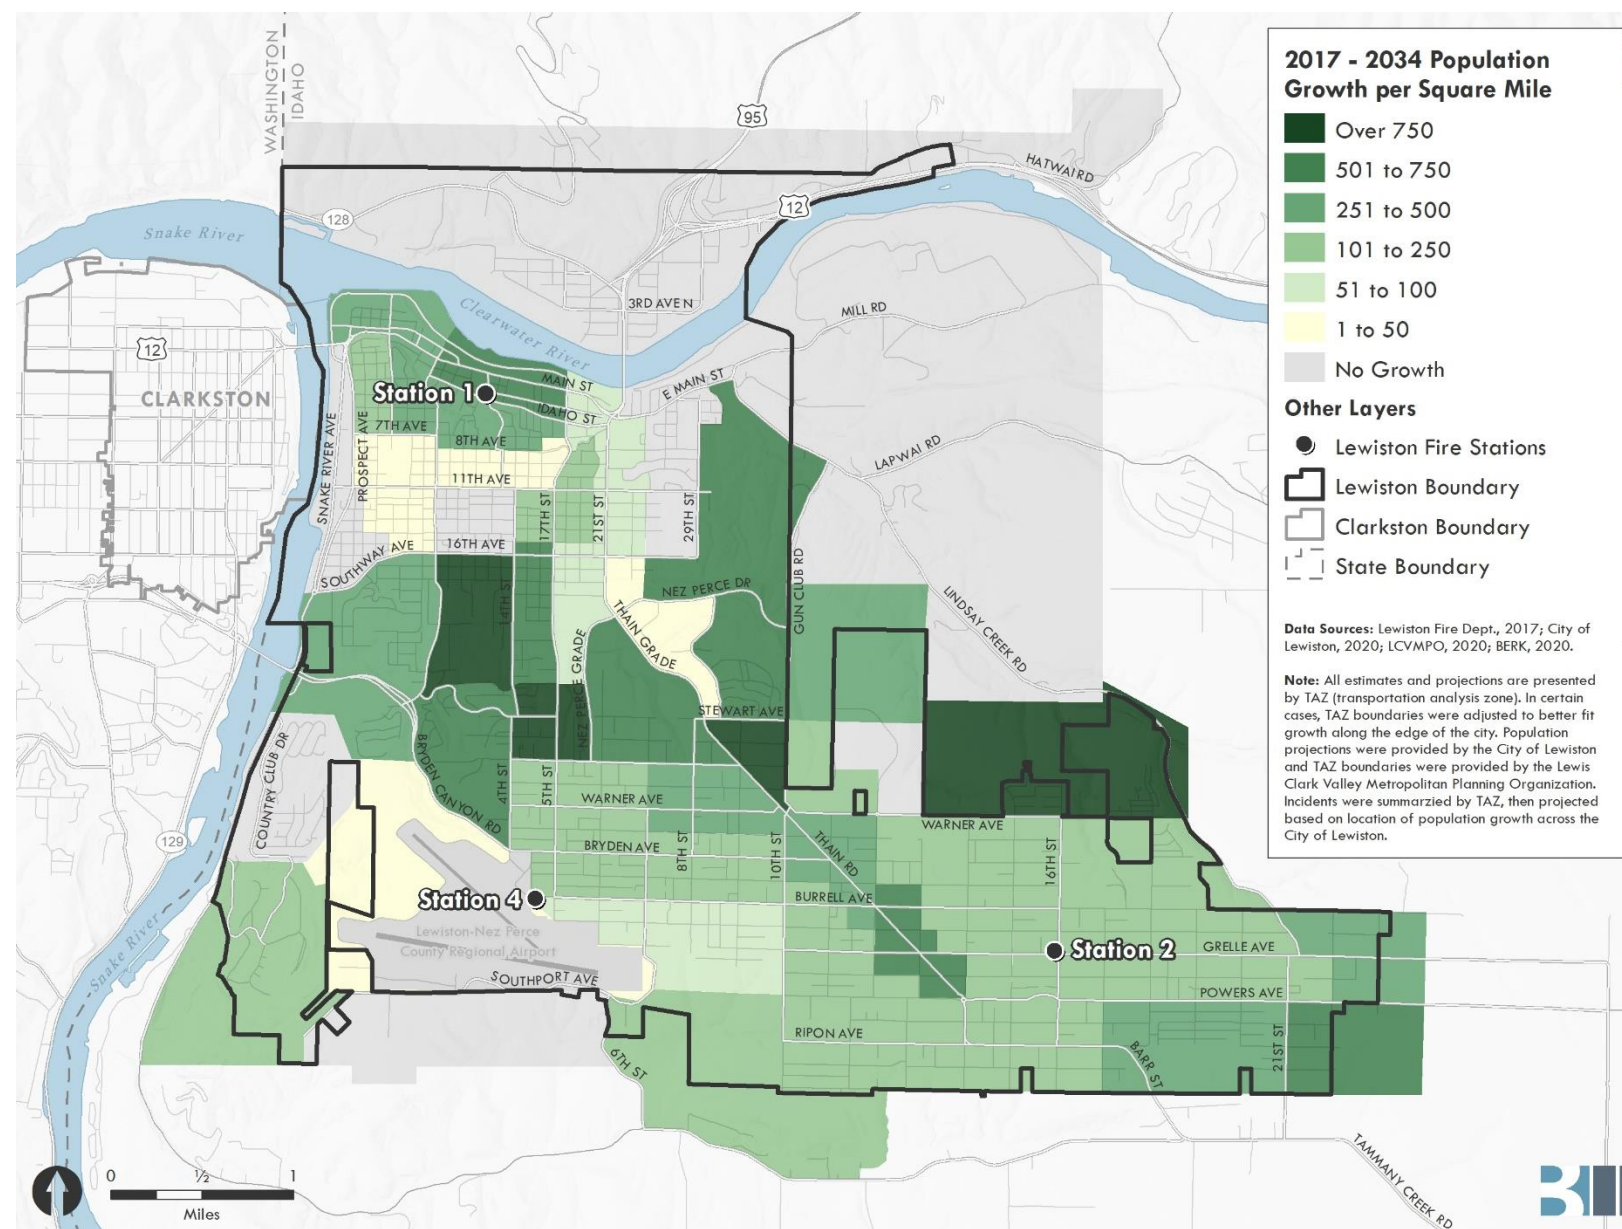 WASHINGTON
IDAHO
95
HATWAI RD
12
128
Snake River
Clearwater River
3RD AVE N
MILL RD
12
CLARKSTON
Station 1
MAIN ST
IDAHO ST
E MAIN ST
7TH AVE
8TH AVE
LAPWAI RD
SNAKE RIVER AVE
PROSPECT AVE
11TH AVE
17TH ST
21ST ST
29TH ST
16TH AVE
SOUTHWAY AVE
14TH ST
NEZ PERCE DR
GUN CLUB RD
LINDSAY CREEK RD
THAIN GRADE
NEZ PERCE GRADE
STEWART AVE
COUNTRY CLUB DR
BRYDEN CANYON RD
4TH ST
5TH ST
WARNER AVE
WARNER AVE
129
BRYDEN AVE
8TH ST
10TH ST
THAIN RD
16TH ST
Station 4
BURRELL AVE
Lewiston-Nez Perce
County Regional Airport
Station 2
GRELLE AVE
Snake River
SOUTHPORT AVE
POWERS AVE
RIPON AVE
6TH ST
BARR ST
21ST ST
TAMMANY CREEK RD
0 ½ 1
Miles
2017 - 2034 Population
Growth per Square Mile
Over 750
501 to 750
251 to 500
101 to 250
51 to 100
1 to 50
No Growth
Other Layers
Lewiston Fire Stations
Lewiston Boundary
Clarkston Boundary
State Boundary
Data Sources: Lewiston Fire Dept., 2017; City of
Lewiston, 2020; LCVMPO, 2020; BERK, 2020.
Note: All estimates and projections are presented
by TAZ (transportation analysis zone). In certain
cases, TAZ boundaries were adjusted to better fit
growth along the edge of the city. Population
projections were provided by the City of Lewiston
and TAZ boundaries were provided by the Lewis
Clark Valley Metropolitan Planning Organization.
Incidents were summarzied by TAZ, then projected
based on location of population growth across the
City of Lewiston.